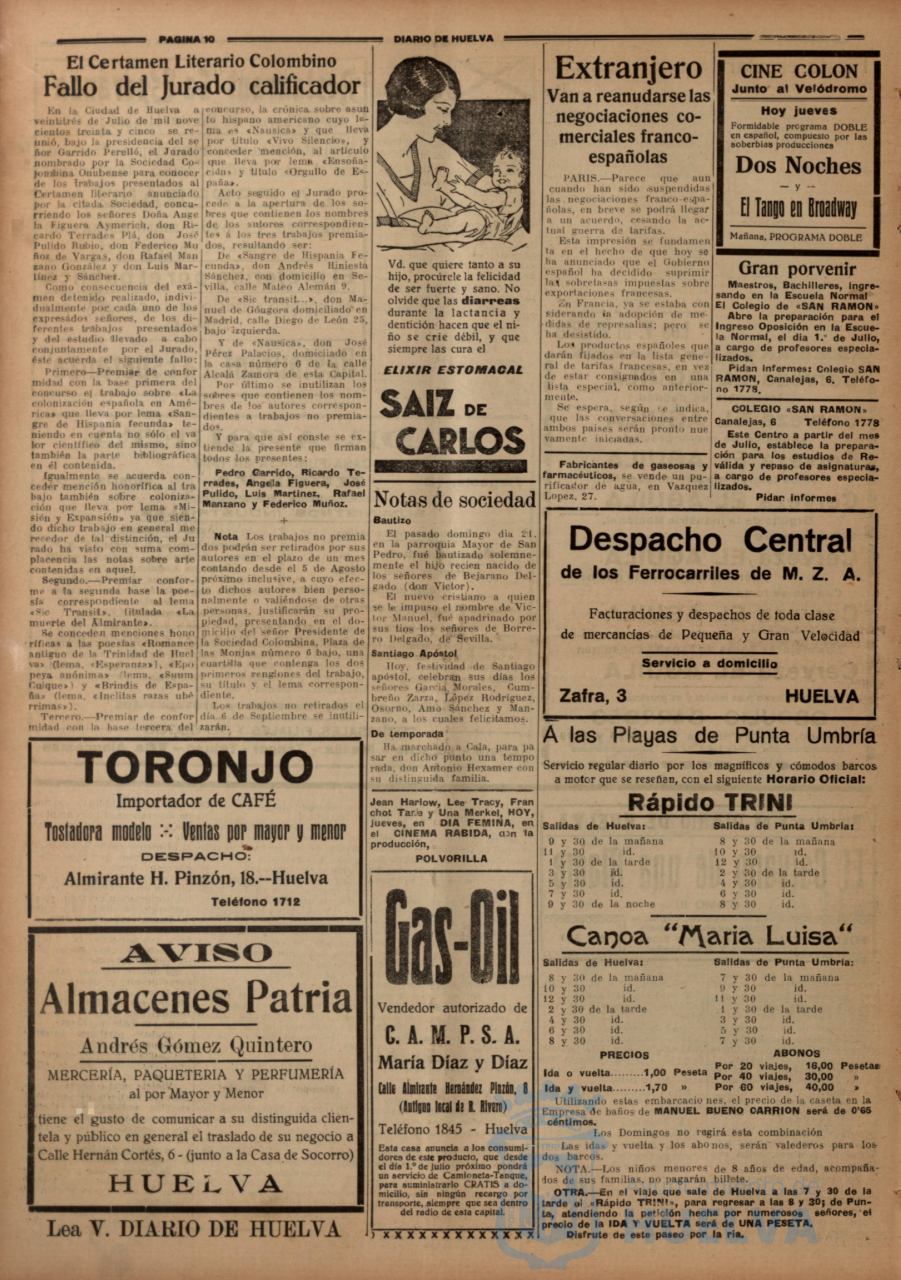 PAGINA 10
DIARIO DE HUELVA
El Certamen Literario Colombino
Fallo del Jurado calificador
En la Ciudad de Huelva a
veintitrés de Julio de mil nove
cientos treinta y cinco se re-
unió, bajo la presidencia del se
ñor Garrido Perelló, el Jurado
nombrado por la Sociedad Co-
lombina Onubense para conocer
de los trabajos presentados al
Certamen literario anunciado
por la citada Sociedad, concu-
rriendo los señores Doña Ange
la Figuera Aymerich, don Ri-
cardo Terrades Plá, don José
Pulido Rubio, don Federico Mu
ñoz de Vargas, don Rafael Man
zano González y don Luis Mar-
tínez y Sánchez.
Como consecuencia del exá-
men detenido realizado, indivi-
dualmente por cada uno de los
expresados señores, de los di-
ferentes trabajos presentados
y del estudio llevado a cabo
conjuntamente por el Jurado,
éste acuerda el siguiente fallo:
Primero—Premiar de confor
midad con la base primera del
concurso el trabajo sobre «La
colonización española en Amé-
rica» que lleva por lema «San-
gre de Hispania fecunda» te-
niendo en cuenta no sólo el va
lor científico del mismo, sino
también la parte bibliográfica
en él contenida.
Igualmente se acuerda con-
ceder mención honorífica al tra
bajo también sobre coloniza-
ción que lleva por lema «Mi-
sión y Expansión» ya que sien-
do dicho trabajo en general me
recedor de tal distinción, el Ju
rado ha visto con suma com-
placencia las notas sobre arte
contenidas en aquel.
Segundo.—Premiar confor-
me a la segunda base la poe-
sía correspondiente al lema
«Sic Transit», titulada «La
muerte del Almirante».
Se conceden menciones hono
ríficas a las poesías «Romance
antiguo de la Trinidad de Huel
va» (lema, «Esperanza»), «Epo
peya anónima» (lema, «Suum
Cuique») y «Brindis de Espa-
ña» (lema, «Inclitas razas ubé
rrimas»).
Tercero.—Premiar de confor
midad con la base tercera del
concurso, la crónica sobre asun
to hispano americano cuyo le-
ma es «Nausica» y que lleva
por título «Vivo Silencio», y
conceder mención, al artículo
que lleva por lema «Ensoña-
ción» y título «Orgullo de Es-
paña».
Acto seguido el Jurado pro-
cede a la apertura de los so-
bres que contienen los nombres
de los autores correspondien-
tes á los tres trabajos premia-
dos, resultando ser:
De «Sangre de Hispania Fe-
cunda», don Andrés Hiniesta
Sánchez, con domicilio en Se-
villa, calle Mateo Alemán 9.
De «Sic transit...», don Ma-
nuel de Góugora domiciliado en
Madrid, calle Diego de León 25,
bajo izquierda.
Y de «Nausica», don José
Pérez Palacios, domiciliado en
la casa número 6 de la calle
Alcalá Zamora de esta Capital.
Por último se inutilizan los
sobres que contienen los nom-
bres de los autores correspon-
dientes a trabajos no premia-
dos.
Y para que así conste se ex-
tiende la presente que firman
todos los presentes:
Pedro Garrido, Ricardo Te-
rrades, Angela Figuera, José
Pulido, Luis Martinez, Rafael
Manzano y Federico Muñoz.
+
Nota Los trabajos no premia
dos podrán ser retirados por sus
autores en el plazo de un mes
contando desde el 5 de Agosto
próximo inclusive, a cuyo efec-
to dichos autores bien perso-
nalmente o valiéndose de otras
personas, justificarán su pro-
piedad, presentando en el do-
micilio del señor Presidente de
la Sociedad Colombina, Plaza de
las Monjas número 6 bajo, una
cuartilla que contenga los dos
primeros renglones del trabajo,
su título y el lema correspon-
diente.
Los trabajos no retirados el
día 6 de Septiembre se inutili-
zarán.
TORONJO
Importador de CAFÉ
Tostadora modelo :-: Ventas por mayor y menor
DESPACHO:
Almirante H. Pinzón, 18.--Huelva
Teléfono 1712
AVISO
Almacenes Patria
Andrés Gómez Quintero
MERCERÍA, PAQUETERIA Y PERFUMERÍA
al por Mayor y Menor
tiene el gusto de comunicar a su distinguida clien-
tela y público en general el traslado de su negocio a
Calle Hernán Cortés, 6 - (junto a la Casa de Socorro)
HUELVA
Lea V. DIARIO DE HUELVA
Vd. que quiere tanto a su
hijo, procúrele la felicidad
de ser fuerte y sano. No
olvide que las diarreas
durante la lactancia y
dentición hacen que el ni-
ño se crie débil, y que
siempre las cura el
ELIXIR ESTOMACAL
SAIZ DE
CARLOS
Notas de sociedad
Bautizo
El pasado domingo dia 21,
en la parroquia Mayor de San
Pedro, fué bautizado solemne-
mente el hijo recien nacido de
los señores de Bejarano Del-
gado (don Victor).
El nuevo cristiano a quien
se le impuso el nombre de Vic-
tor Manuel, fué apadrinado por
sus tios los señores de Borre-
ro Delgado, de Sevilla.
Santiago Apóstol
Hoy, festividad de Santiago
apóstol, celebran sus días los
señores García Morales, Gum-
breño Zarza, López Rodríguez,
Osorno, Amo Sánchez y Man-
zano, a los cuales felicitamos.
De temporada
Ha marchado a Cala, para pa
sar en dicho punto una tempo
rada, don Antonio Hexamer con
su distinguida familia.
Jean Harlow, Lee Tracy, Fran
chot Tone y Una Merkel, HOY,
jueves, en DIA FEMINA, en
el CINEMA RABIDA, con la
producción,
POLVORILLA
Gas-Oil
Vendedor autorizado de
C. A. M. P. S. A.
María Díaz y Díaz
Calle Almirante Hernández Pinzón, 8
(Antiguo local de R. Rivero)
Teléfono 1845 - Huelva
Esta casa anuncia a los consumi-
dores de este producto, que desde
el día 1.º de julio próximo pondrá
un servicio de Camioneta-Tanque,
para suministrarlo GRATIS a do-
micilio, sin ningún recargo por
transporte, siempre que sea dentro
del radio de esta capital.
Extranjero
Van a reanudarse las
negociaciones co-
merciales franco-
españolas
PARIS.—Parece que aun
cuando han sido suspendidas
las negociaciones franco-espa-
ñolas, en breve se podrá llegar
a un acuerdo, cesando la ac-
tual guerra de tarifas.
Esta impresión se fundamen
ta en el hecho de que hoy se
ha anunciado que el Gobierno
español ha decidido suprimir
las sobretasas impuestas sobre
exportaciones francesas.
En Francia, ya se estaba con
siderando la adopción de me-
didas de represalias; pero se
ha desistido.
Los productos españoles que
darán fijados en la lista gene-
ral de tarifas francesas, en vez
de estar consignados en una
lista especial, como anterior-
mente.
Se espera, según se indica,
que las conversaciones entre
ambos paises serán pronto nue
vamente iniciadas.
Fabricantes de gaseosas y
farmacéuticos, se vende un pu-
rificador de agua, en Vazquez
Lopez, 27.
CINE COLON
Junto al Velódromo
Hoy jueves
Formidable programa DOBLE
en español, compuesto por las
soberbias producciones
Dos Noches
— y —
El Tango en Broadway
Mañana, PROGRAMA DOBLE
Gran porvenir
Maestros, Bachilleres, ingre-
sando en la Escuela Normal
El Colegio de «SAN RAMON»
Abre la preparación para el
Ingreso Oposición en la Escue-
la Normal, el dia 1.º de Julio,
a cargo de profesores especia-
lizados.
Pidan Informes: Colegio SAN
RAMON, Canalejas, 6. Teléfo-
no 1778.
COLEGIO «SAN RAMON»
Canalejas, 6 Teléfono 1778
Este Centro a partir del mes
de Julio, establece la prepara-
ción para los estudios de Re-
válida y repaso de asignaturas,
a cargo de profesores especia-
lizados.
Pidan informes
Despacho Central
de los Ferrocarriles de M. Z. A.
Facturaciones y despachos de toda clase
de mercancias de Pequeña y Gran Velocidad
Servicio a domicilio
Zafra, 3 HUELVA
A las Playas de Punta Umbría
Servicio regular diario por los magníficos y cómodos barcos
a motor que se reseñan, con el siguiente Horario Oficial:
Rápido TRINI
Salidas de Huelva: Salidas de Punta Umbria:
9 y 30 de la mañana 8 y 30 de la mañana
11 y 30 id. 10 y 30 id.
1 y 30 de la tarde 12 y 30 id.
3 y 30 id. 2 y 30 de la tarde
5 y 30 id. 4 y 30 id.
7 y 30 id. 6 y 30 id.
9 y 30 de la noche 8 y 30 id.
Canoa "Maria Luisa"
Salidas de Huelva: Salidas de Punta Umbria:
8 y 30 de la mañana 7 y 30 de la mañana
10 y 30 id. 9 y 30 id.
12 y 30 id. 11 y 30 id.
2 y 30 de la tarde 1 y 30 de la tarde
4 y 30 id. 3 y 30 id.
6 y 30 id. 5 y 30 id.
8 y 30 id. 7 y 30 id.
PRECIOS ABONOS
Ida o vuelta.........1,00 Peseta
Ida y vuelta.........1,70 »
Por 20 viajes, 16,00 Pesetas
Por 40 viajes, 30,00 »
Por 60 viajes, 40,00 »
Utilizando estas embarcaciones, el precio de la caseta en la
Empresa de baños de MANUEL BUENO CARRION será de 0'65
céntimos.
Los Domingos no regirá esta combinación
Las idas y vuelta y los abonos, serán valederos para los
dos barcos.
NOTA.—Los niños menores de 8 años de edad, acompaña-
dos de sus familias, no pagarán billete.
OTRA.—En el viaje que sale de Huelva a las 7 y 30 de la
tarde el «Rápido TRINI», para regresar a las 8 y 30; de Pun-
ta, atendiendo la petición hecha por numerosos señores, el
precio de la IDA Y VUELTA será de UNA PESETA.
Disfrute de este paseo por la ría.
HUELVA